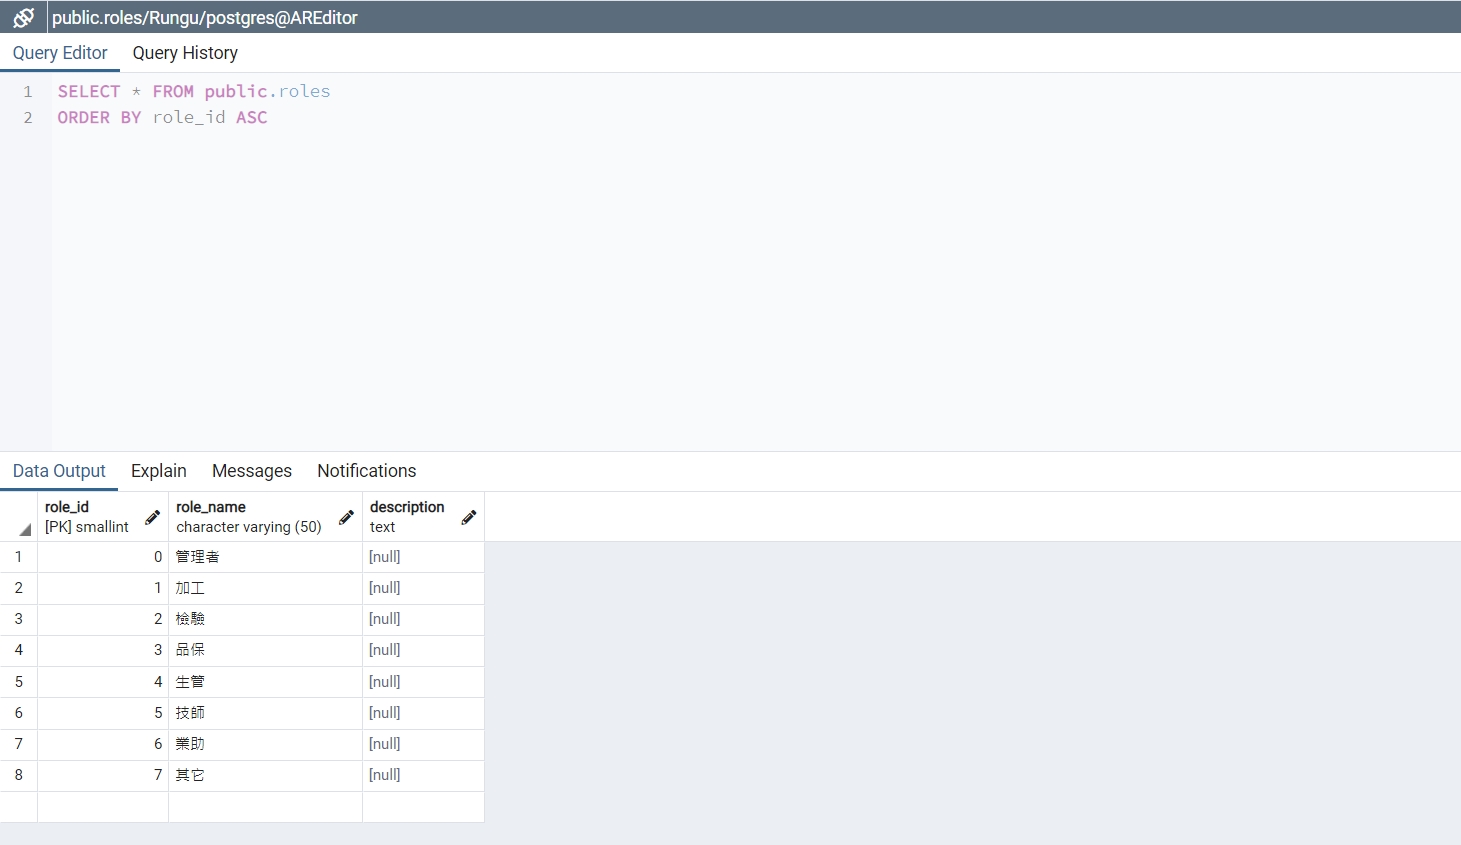 public.roles/Rungu/postgres@AREditor
Query Editor Query History
1 SELECT * FROM public.roles
2 ORDER BY role_id ASC
Data Output Explain Messages Notifications
role_id role_name description
[PK] smallint character varying (50) text
1 0 管理者 [null]
2 1 加工 [null]
3 2 檢驗 [null]
4 3 品保 [null]
5 4 生管 [null]
6 5 技師 [null]
7 6 業助 [null]
8 7 其它 [null]